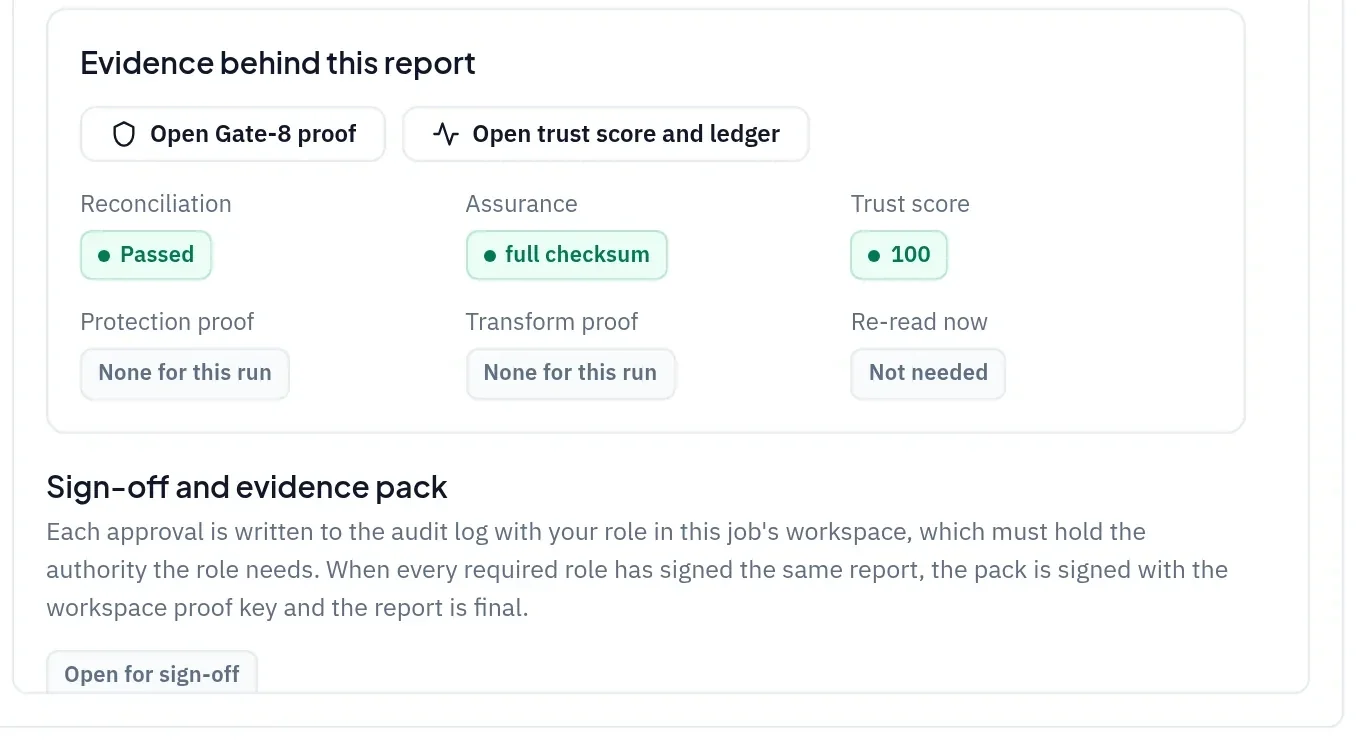 Evidence behind this report
Open Gate-8 proof
Open trust score and ledger
Reconciliation
Assurance
Trust score
Passed
full checksum
100
Protection proof
Transform proof
Re-read now
None for this run
None for this run
Not needed
Sign-off and evidence pack
Each approval is written to the audit log with your role in this job's workspace, which must hold the
authority the role needs. When every required role has signed the same report, the pack is signed with the
workspace proof key and the report is final.
Open for sign-off